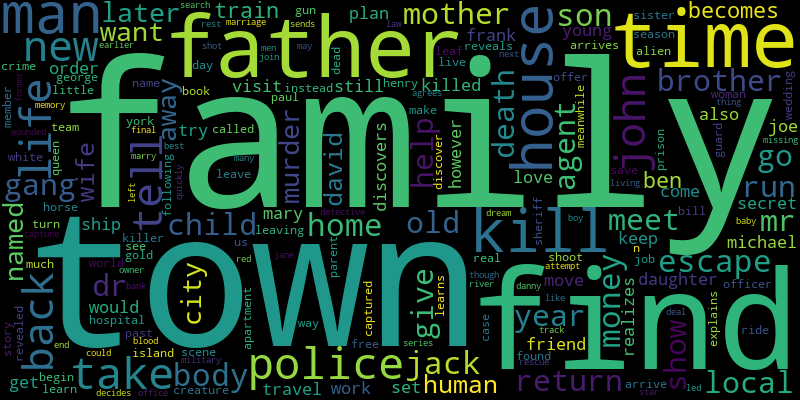 man
later
train
plan
mother
search
gun
marriage
sends
law
sister
becomes
new
want
father
frank
son
house
season
time
earlier
shot
rest
men
may
join
young
order
crime
george
little
day
dead
leaf
reveals
arrives
alien
live
next
visit
instead
still
henry
killed
offer
brother
wedding
member
life
name
book
paul
agrees
memory
away
woman
thing
former
wounded
team
york
try
called
make
death
agent
meanwhile
john
also
joe
white
queen
final
best
murder
david
discovers
help
however
discover
guard
missing
gang
wife
tell
marry
following
quickly
many
leave
love
ben
save
living
prison
go
come
secret
run
horse
left
family
named
ship
child
mary
home
old
kill
meet
mr
turn
capture
killer
detective
leaving
dream
sheriff
boy
keep
bill
baby
michael
back
much
see
gold
us
jane
parent
real
n
job
escape
dr
world
owner
bank
city
red
give
learns
though
river
shoot
attempt
money
realizes
daughter
officer
town
find
would
hospital
apartment
captured
case
danny
move
explains
story
revealed
past
year
like
deal
ride
end
could
blood
island
military
scene
way
free
series
friend
track
found
rescue
show
get
begin
learn
take
decides
office
creature
body
police
jack
travel
work
set
human
return
arrive
star
led
local